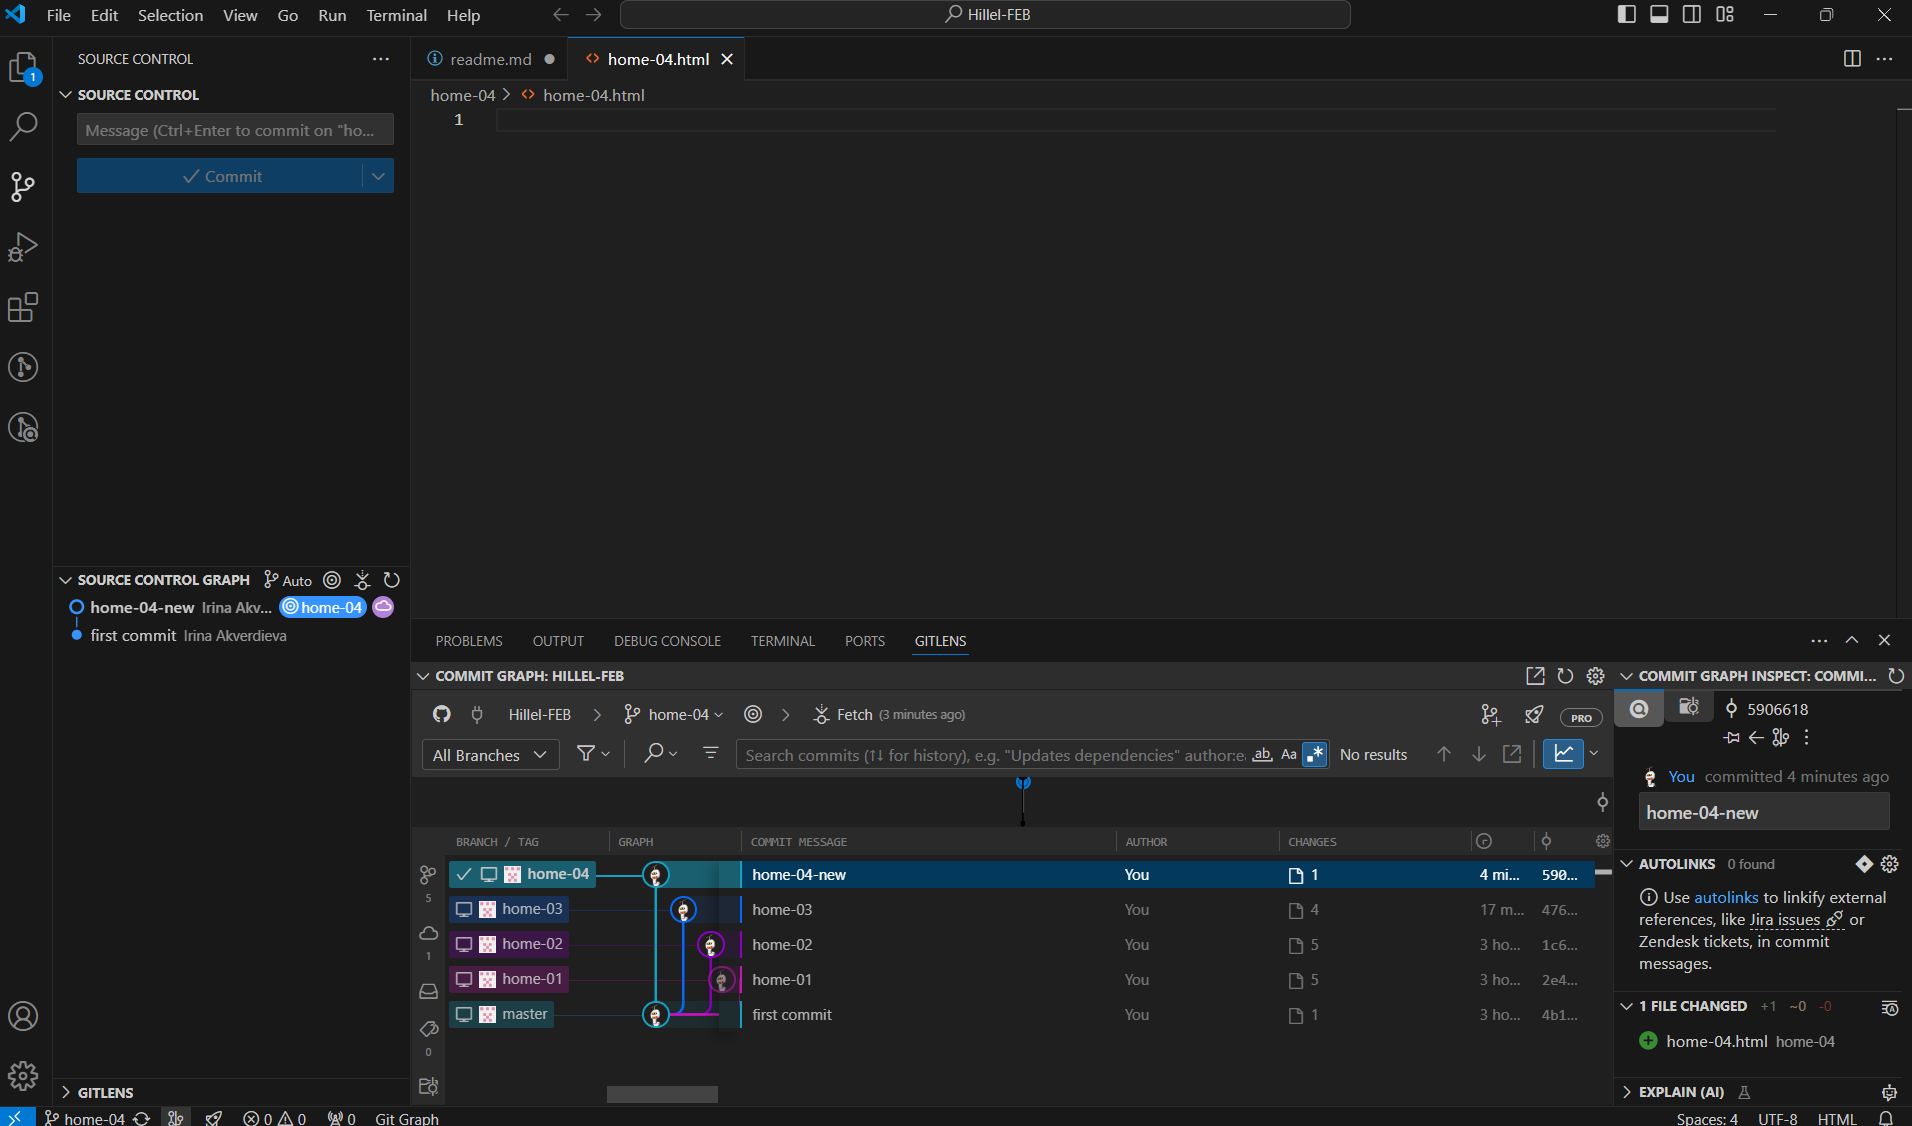 File Edit Selection View Go Run Terminal Help
Hillel-FEB
1
SOURCE CONTROL
SOURCE CONTROL
Message (Ctrl+Enter to commit on "ho...
Commit
readme.md
home-04.html
home-04 > home-04.html
1
SOURCE CONTROL GRAPH Auto
home-04-new Irina Akv... home-04
first commit Irina Akverdieva
GITLENS
PROBLEMS OUTPUT DEBUG CONSOLE TERMINAL PORTS GITLENS
COMMIT GRAPH: HILLEL-FEB
Hillel-FEB > home-04 > Fetch (3 minutes ago)
PRO
All Branches
Search commits (↑↓ for history), e.g. "Updates dependencies" author:e
ab Aa .* No results
BRANCH / TAG GRAPH COMMIT MESSAGE AUTHOR CHANGES
home-04 home-04-new You 1 4 mi... 590...
home-03 home-03 You 4 17 m... 476...
home-02 home-02 You 5 3 ho... 1c6...
home-01 home-01 You 5 3 ho... 2e4...
master first commit You 1 3 ho... 4b1...
5
1
0
COMMIT GRAPH INSPECT: COMMI...
5906618
You committed 4 minutes ago
home-04-new
AUTOLINKS 0 found
Use autolinks to linkify external
references, like Jira issues or
Zendesk tickets, in commit
messages.
1 FILE CHANGED +1 ~0 -0
home-04.html home-04
EXPLAIN (AI)
home-04 0 0 0 Git Graph
Spaces: 4 UTF-8 HTML